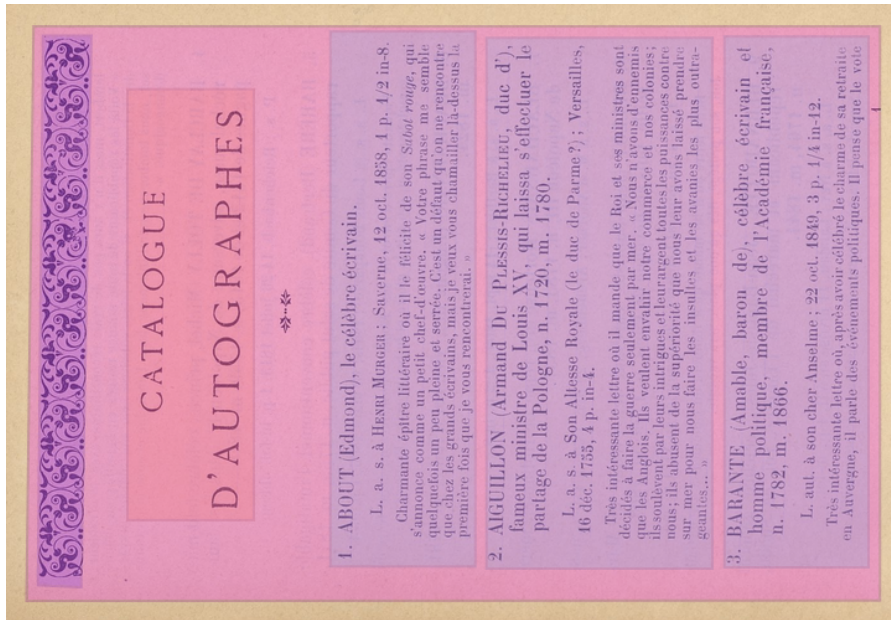 CATALOGUE
D'AUTOGRAPHES
1. ABOUT (Edmond), le célèbre écrivain.
L. a. s. à HENRI MURGER; Saverne, 12 oct. 1858, 1 p. 1/2 in-8.
Charmante épître littéraire où il le félicite de son Sabot rouge, qui
s'annonce comme un petit chef-d'œuvre. « Votre phrase me semble
quelquefois un peu pleine et serrée. C'est un défaut qu'on ne rencontre
que chez les grands écrivains, mais je veux vous chamailler là-dessus la
première fois que je vous rencontrerai. »
2. AIGUILLON (Armand DU PLESSIS-RICHELIEU, duc d'),
fameux ministre de Louis XV, qui laissa s'effectuer le
partage de la Pologne, n. 1720, m. 1780.
L. a. s. à Son Altesse Royale (le duc de Parme?); Versailles,
16 déc. 1755, 4 p. in-4.
Très intéressante lettre où il mande que le Roi et ses ministres sont
décidés à faire la guerre seulement par mer. « Nous n'avons d'ennemis
que les Anglois. Ils veulent envahir notre commerce et nos colonies;
ils soulèvent par leurs intrigues et leur argent toutes les puissances contre
nous; ils abusent de la supériorité que nous leur avons laissé prendre
sur mer pour nous faire les insultes et les avanies les plus outra-
geantes... »
3. BARANTE (Amable, baron de), célèbre écrivain et
homme politique, membre de l'Académie française,
n. 1782, m. 1866.
L. aut. à son cher Anselme; 22 oct. 1849, 3 p. 1/4 in-12.
Très intéressante lettre où, après avoir célébré le charme de sa retraite
en Auvergne, il parle des événements politiques. Il pense que le vote
1